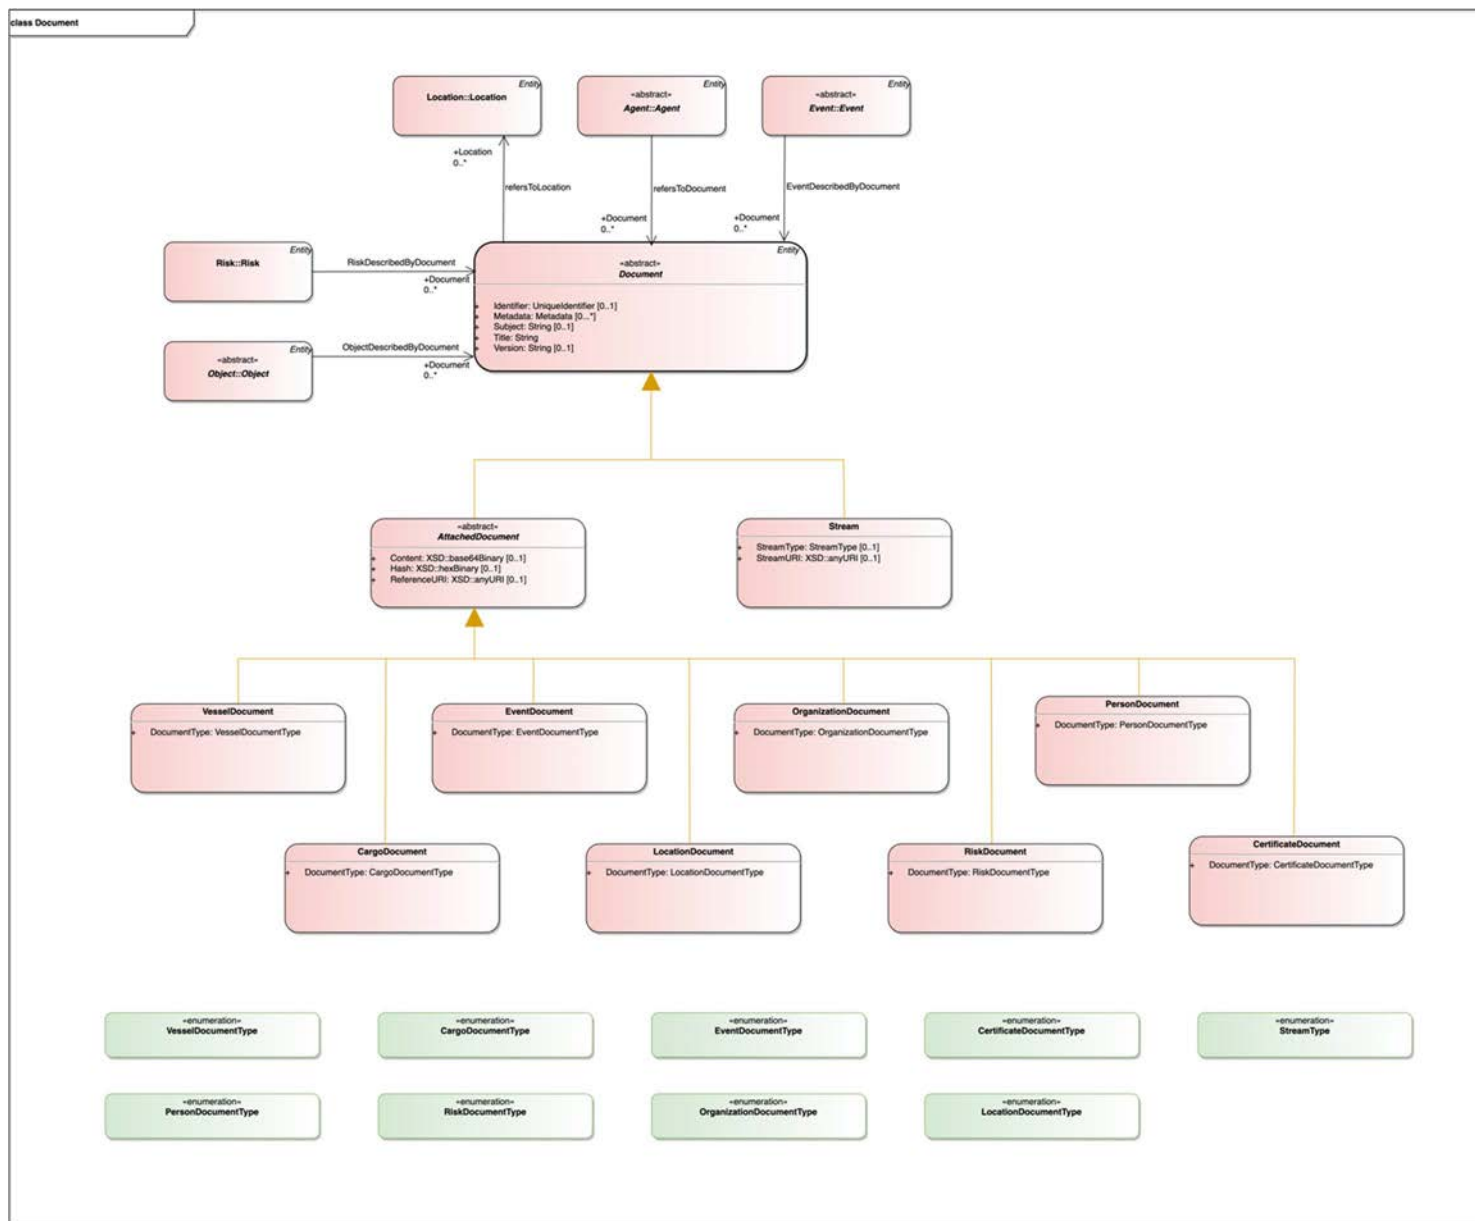 class Document
Entity
Location::Location
Entity
«abstract»
Agent::Agent
Entity
«abstract»
Event::Event
+Location
0..*
refersToLocation
refersToDocument
EventDescribedByDocument
+Document
0..*
+Document
0..*
Entity
Risk::Risk
RiskDescribedByDocument
+Document
0..*
Entity
«abstract»
Object::Object
ObjectDescribedByDocument
+Document
0..*
Entity
«abstract»
Document
+ Identifier: UniqueIdentifier [0..1]
+ Metadata: Metadata [0...*]
+ Subject: String [0..1]
+ Title: String
+ Version: String [0..1]
«abstract»
AttachedDocument
+ Content: XSD::base64Binary [0..1]
+ Hash: XSD::hexBinary [0..1]
+ ReferenceURI: XSD::anyURI [0..1]
Stream
+ StreamType: StreamType [0..1]
+ StreamURI: XSD::anyURI [0..1]
VesselDocument
+ DocumentType: VesselDocumentType
EventDocument
+ DocumentType: EventDocumentType
OrganizationDocument
+ DocumentType: OrganizationDocumentType
PersonDocument
+ DocumentType: PersonDocumentType
CargoDocument
+ DocumentType: CargoDocumentType
LocationDocument
+ DocumentType: LocationDocumentType
RiskDocument
+ DocumentType: RiskDocumentType
CertificateDocument
+ DocumentType: CertificateDocumentType
«enumeration»
VesselDocumentType
«enumeration»
CargoDocumentType
«enumeration»
EventDocumentType
«enumeration»
CertificateDocumentType
«enumeration»
StreamType
«enumeration»
PersonDocumentType
«enumeration»
RiskDocumentType
«enumeration»
OrganizationDocumentType
«enumeration»
LocationDocumentType